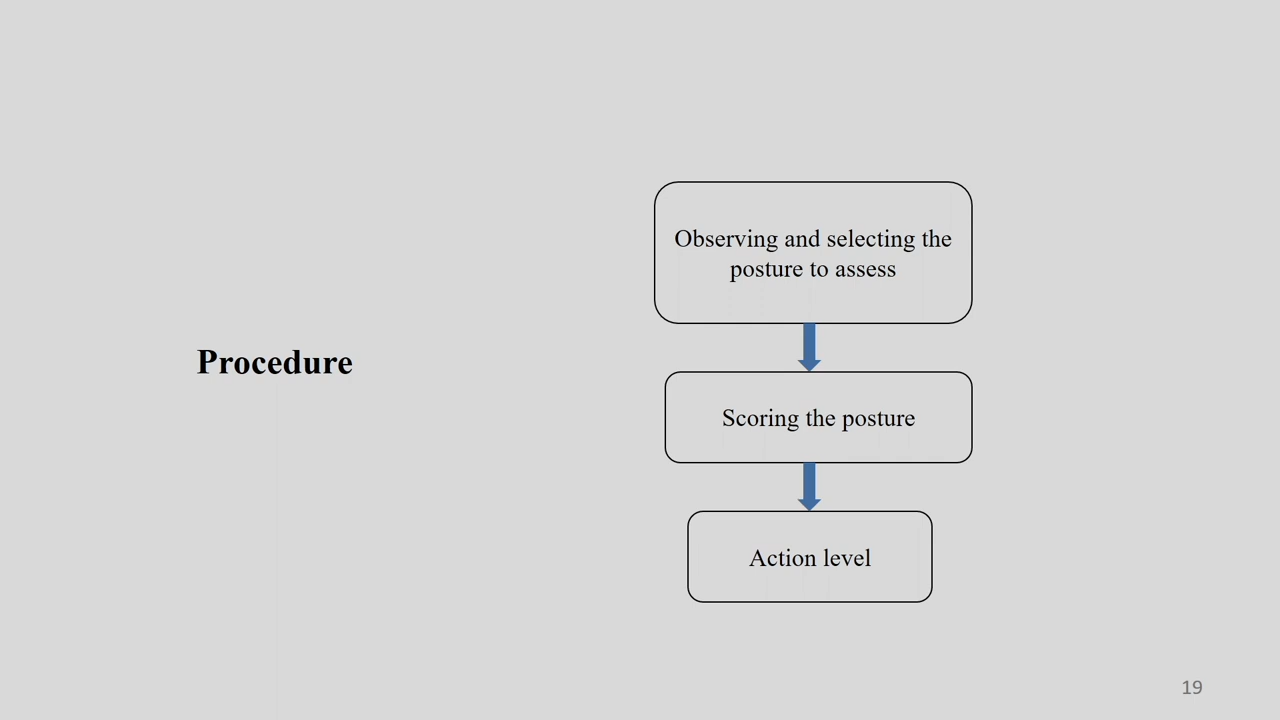 Procedure
Observing and selecting the
posture to assess
Scoring the posture
Action level
19